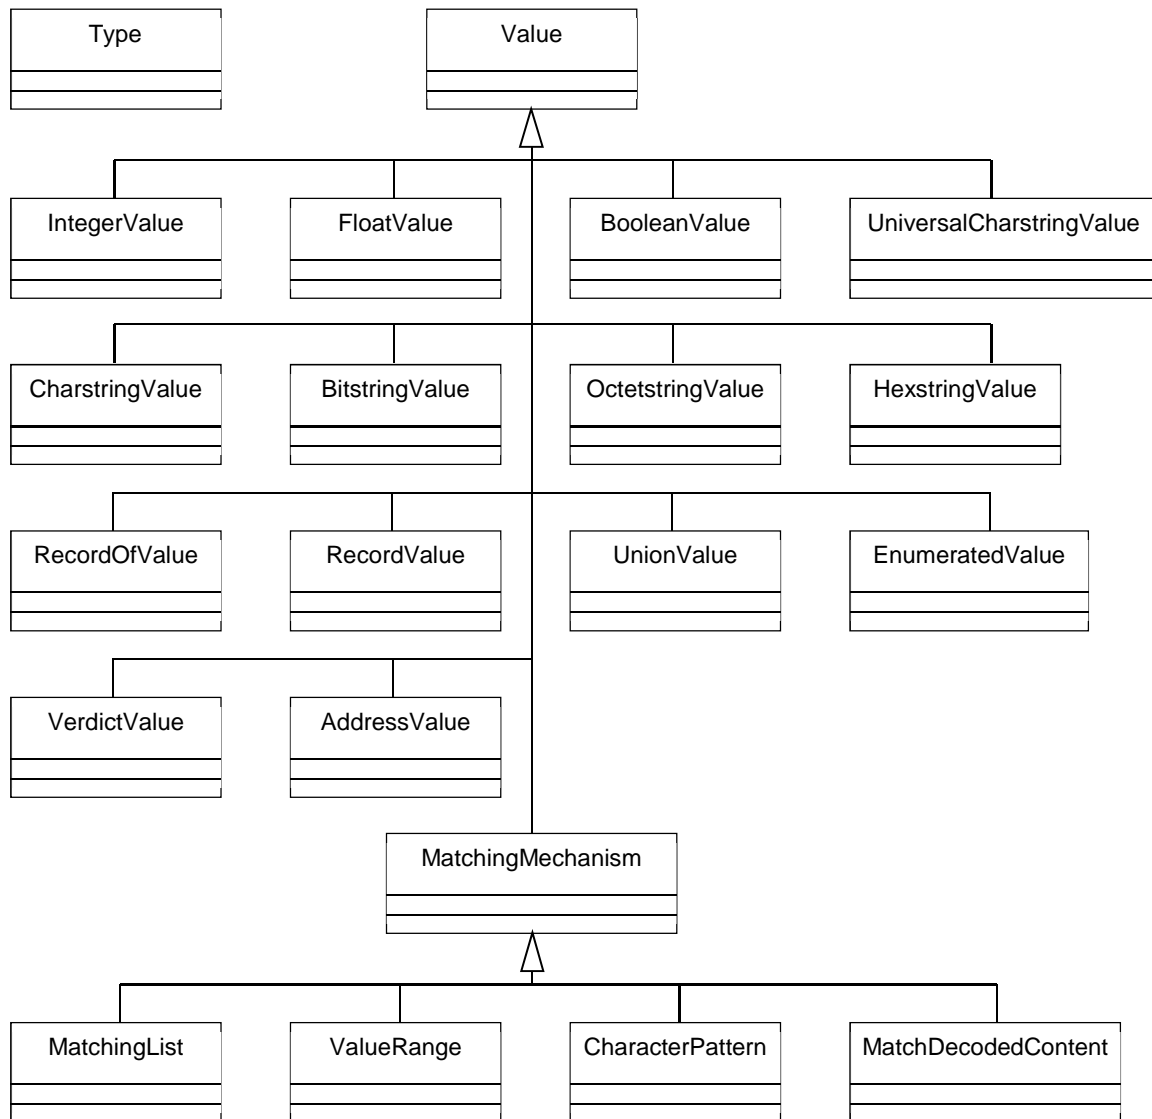 Type
Value
IntegerValue
FloatValue
BooleanValue
UniversalCharstringValue
CharstringValue
BitstringValue
OctetstringValue
HexstringValue
RecordOfValue
RecordValue
UnionValue
EnumeratedValue
VerdictValue
AddressValue
MatchingMechanism
MatchingList
ValueRange
CharacterPattern
MatchDecodedContent